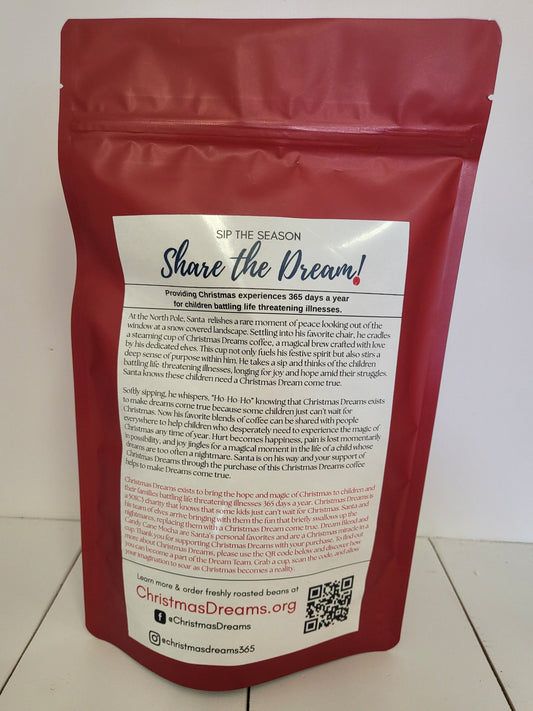 SIP THE SEASON
Share the Dream!
Providing Christmas experiences 365 days a year
for children battling life threatening illnesses.
At the North Pole, Santa relishes a rare moment of peace looking out of the
window at a snow covered landscape. Settling into his favorite chair, he cradles
a steaming cup of Christmas Dreams coffee, a magical brew crafted with love
by his dedicated elves. This cup not only fuels his festive spirit but also stirs a
deep sense of purpose within him. He takes a sip and thinks of the children
battling life-threatening illnesses, longing for joy and hope amid their struggles.
Santa knows these children need a Christmas Dream come true.
Softly sipping, he whispers, "Ho-Ho-Ho" knowing that Christmas Dreams exists
to make dreams come true because some children just can't wait for
Christmas. Now his favorite blends of coffee can be shared with people
everywhere to help children who desperately need to experience the magic of
Christmas any time of year. Hurt becomes happiness, pain is lost momentarily
in possibility, and joy jingles for a magical moment in the life of a child whose
dreams are too often a nightmare. Santa is on his way and your support of
Christmas Dreams through the purchase of this Christmas Dreams coffee
helps to make Dreams come true.
Christmas Dreams exists to bring the hope and magic of Christmas to children and
their families battling life threatening illnesses 365 days a year. Christmas Dreams is
a 501C3 charity that knows that some kids just can't wait for Christmas. Santa and
his team of elves arrive bringing with them the fun that briefly swallows up the
nightmares, replacing them with a Christmas Dream come true. Dream Blend and
Candy Cane Mocha are Santa's personal favorites and are a Christmas miracle in a
cup. Thank you for supporting Christmas Dreams with your purchase. To find out
more about Christmas Dreams, please use the QR code below and discover how
you can become a part of the Dream Team. Grab a cup, scan the code, and allow
your imagination to soar as Christmas becomes a reality.
Learn more & order freshly roasted beans at
ChristmasDreams.org
@ChristmasDreams
@christmasdreams365